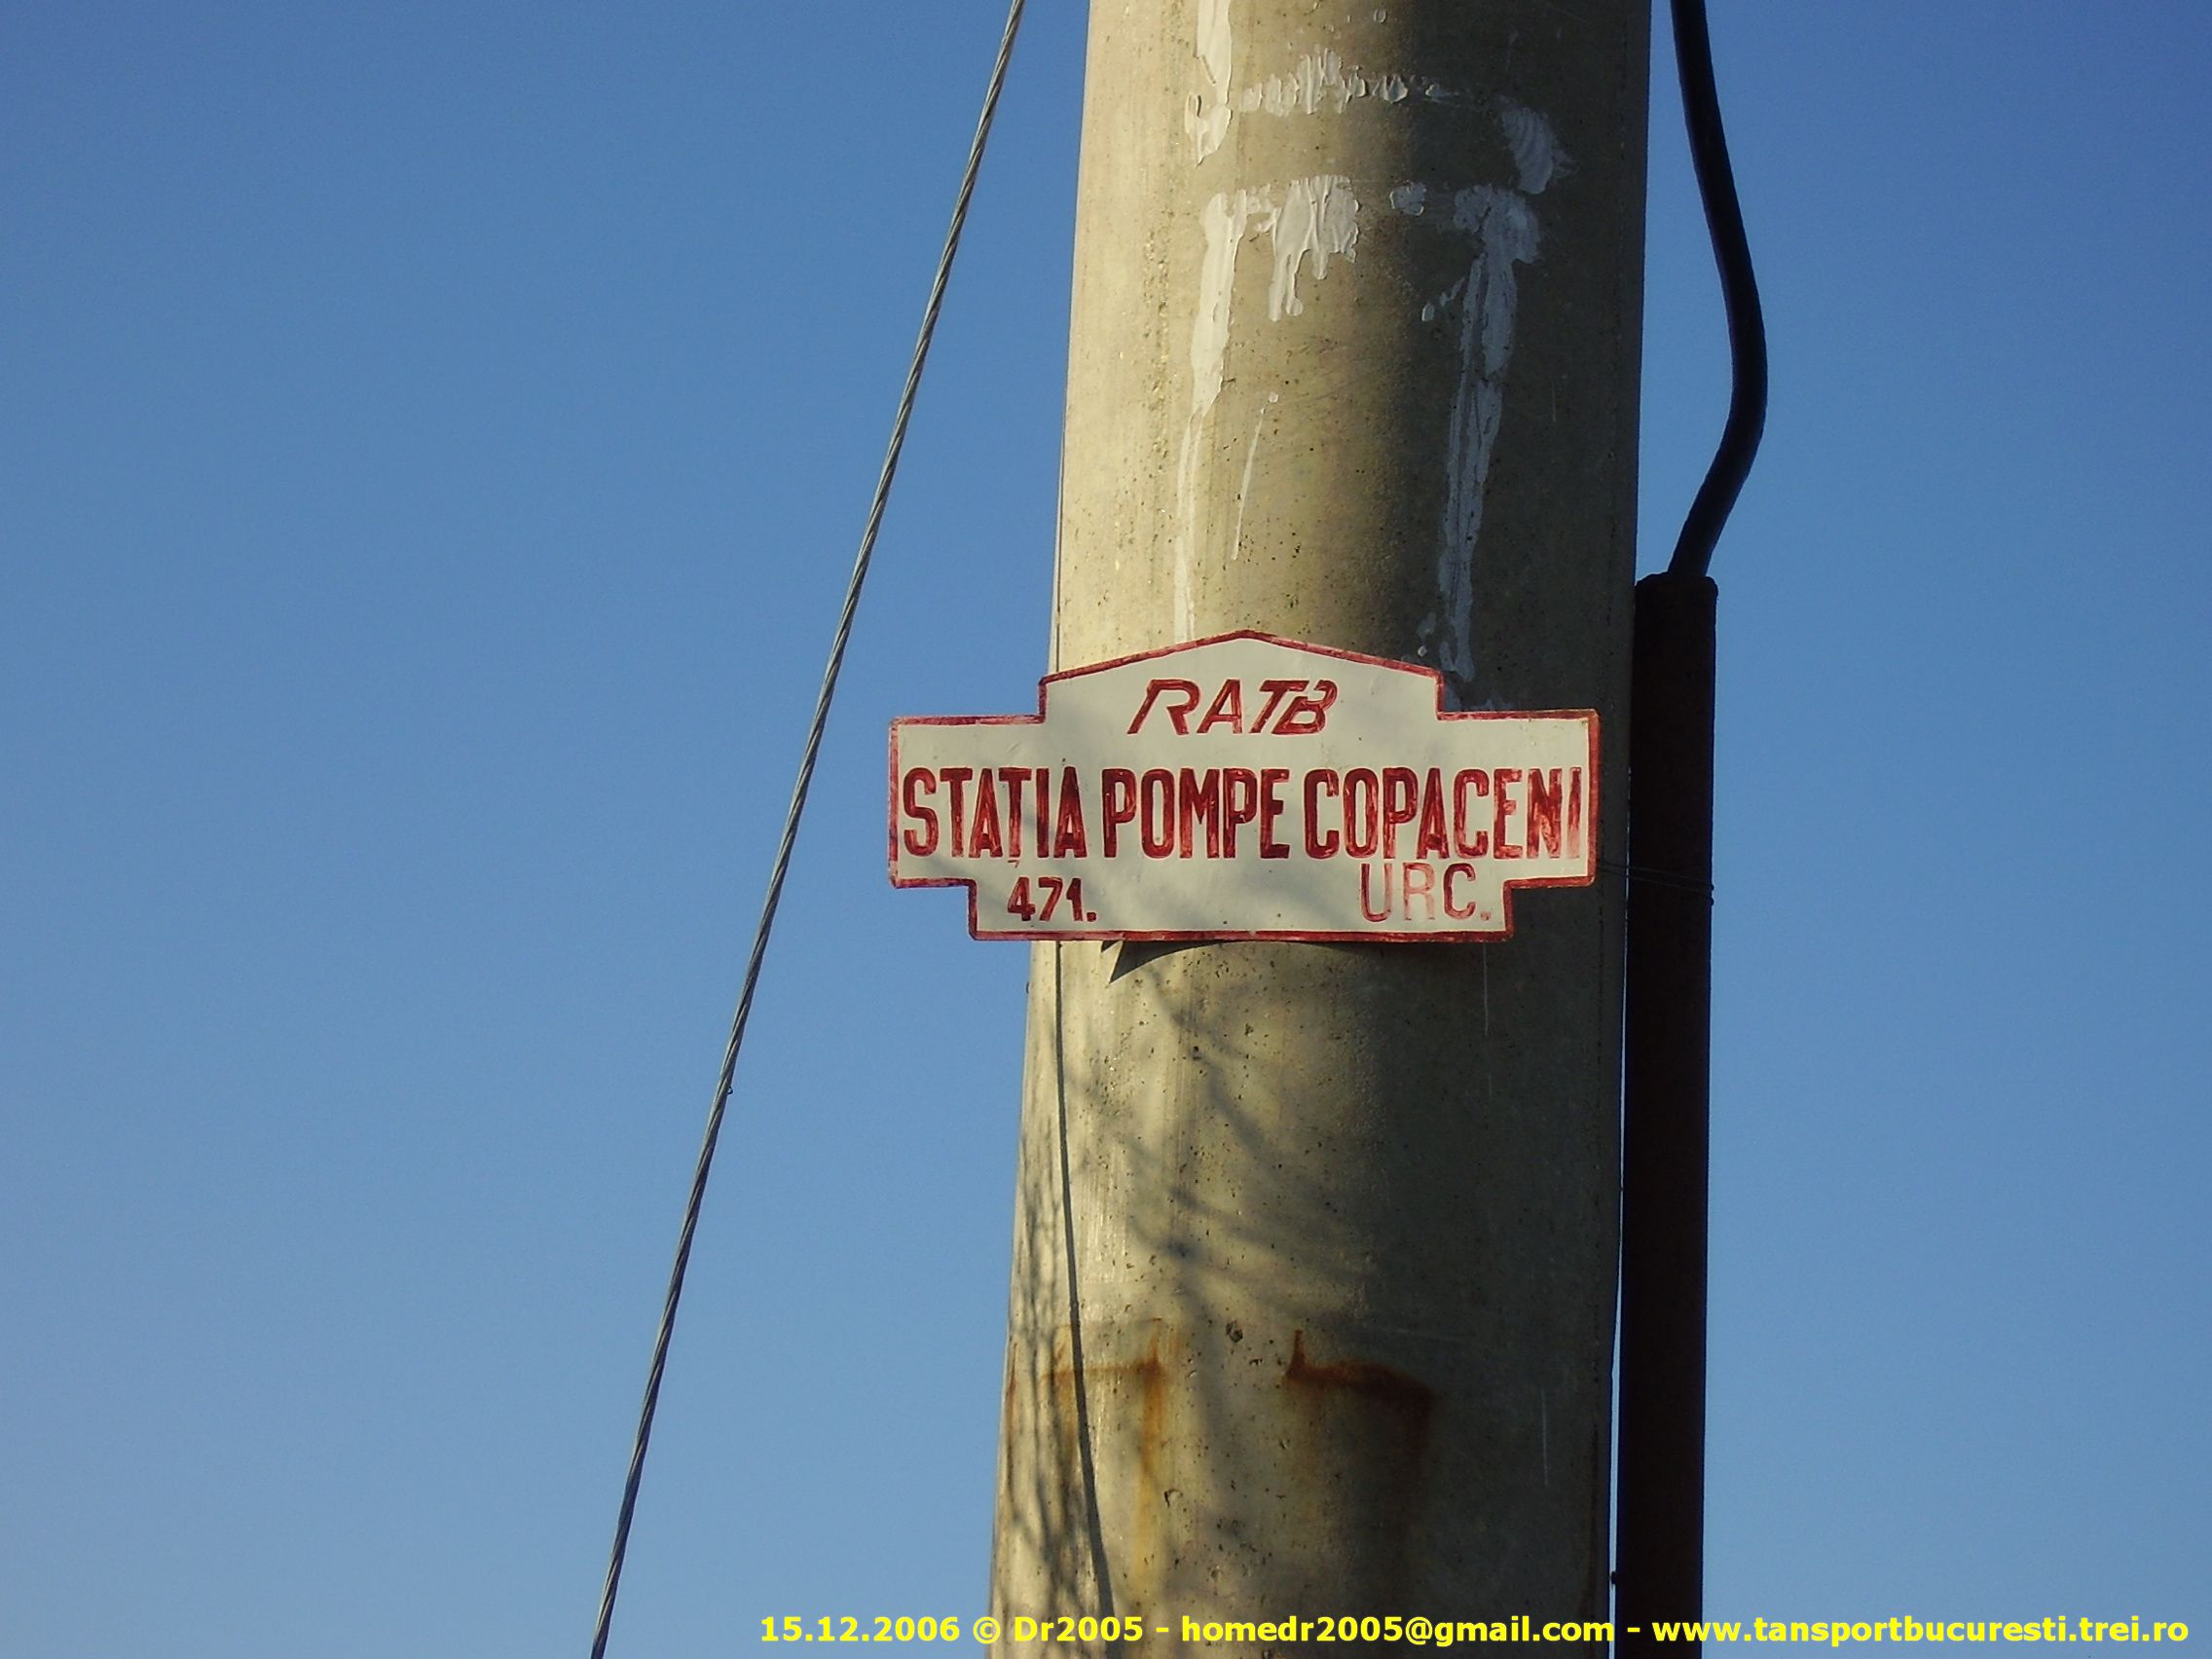 RATB
STAȚIA POMPE COPACENI
471. URC.
15.12.2006 © Dr2005 - homedr2005@gmail.com - www.tansportbucuresti.trei.ro